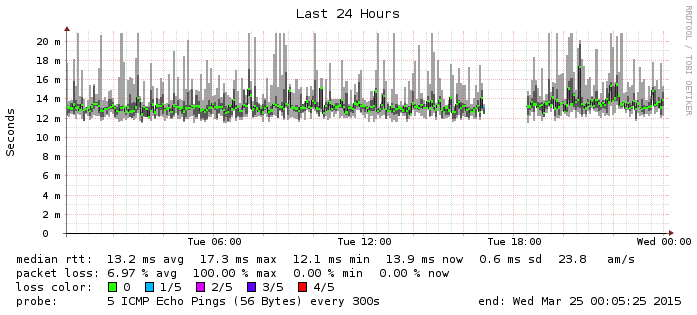 Last 24 Hours
RRDTOOL / TOBI OETIKER
Seconds
20 m
18 m
16 m
14 m
12 m
10 m
8 m
6 m
4 m
2 m
0
Tue 06:00 Tue 12:00 Tue 18:00 Wed 00:00
median rtt: 13.2 ms avg 17.3 ms max 12.1 ms min 13.9 ms now 0.6 ms sd 23.8 am/s
packet loss: 6.97 % avg 100.00 % max 0.00 % min 0.00 % now
loss color: 0 1/5 2/5 3/5 4/5
probe: 5 ICMP Echo Pings (56 Bytes) every 300s end: Wed Mar 25 00:05:25 2015